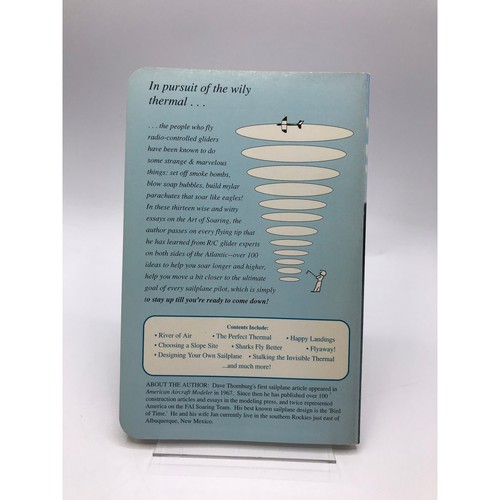 In pursuit of the wily
thermal . . .
. . . the people who fly
radio-controlled gliders
have been known to do
some strange & marvelous
things: set off smoke bombs,
blow soap bubbles, build mylar
parachutes that soar like eagles!
In these thirteen wise and witty
essays on the Art of Soaring, the
author passes on every flying tip that
he has learned from R/C glider experts
on both sides of the Atlantic--over 100
ideas to help you soar longer and higher,
help you move a bit closer to the ultimate
goal of every sailplane pilot, which is simply
to stay up till you're ready to come down!
Contents Include:
• River of Air • The Perfect Thermal • Happy Landings
• Choosing a Slope Site • Sharks Fly Better • Flyaway!
• Designing Your Own Sailplane • Stalking the Invisible Thermal
...and much more!
ABOUT THE AUTHOR: Dave Thornburg's first sailplane article appeared in
American Aircraft Modeler in 1967. Since then he has published over 100
construction articles and essays in the modeling press, and twice represented
America on the FAI Soaring Team. His best known sailplane design is the 'Bird
of Time.' He and his wife Jan currently live in the southern Rockies just east of
Albuquerque, New Mexico.